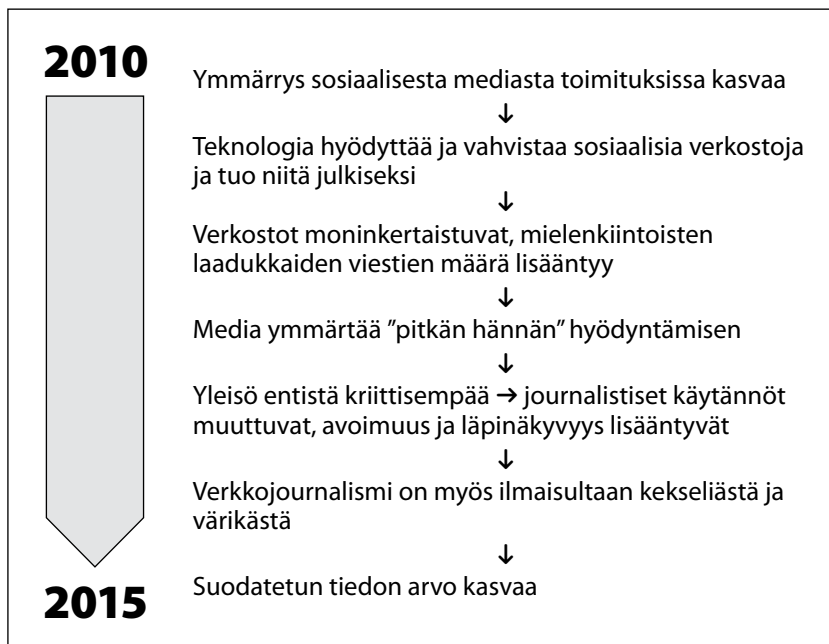 2010
Ymmärrys sosiaalisesta mediasta toimituksissa kasvaa
↓
Teknologia hyödyttää ja vahvistaa sosiaalisia verkostoja
ja tuo niitä julkiseksi
↓
Verkostot moninkertaistuvat, mielenkiintoisten
laadukkaiden viestien määrä lisääntyy
↓
Media ymmärtää ”pitkän hännän” hyödyntämisen
↓
Yleisö entistä kriittisempää → journalistiset käytännöt
muuttuvat, avoimuus ja läpinäkyvyys lisääntyvät
↓
Verkkojournalismi on myös ilmaisultaan kekseliästä ja
värikästä
↓
Suodatetun tiedon arvo kasvaa
2015